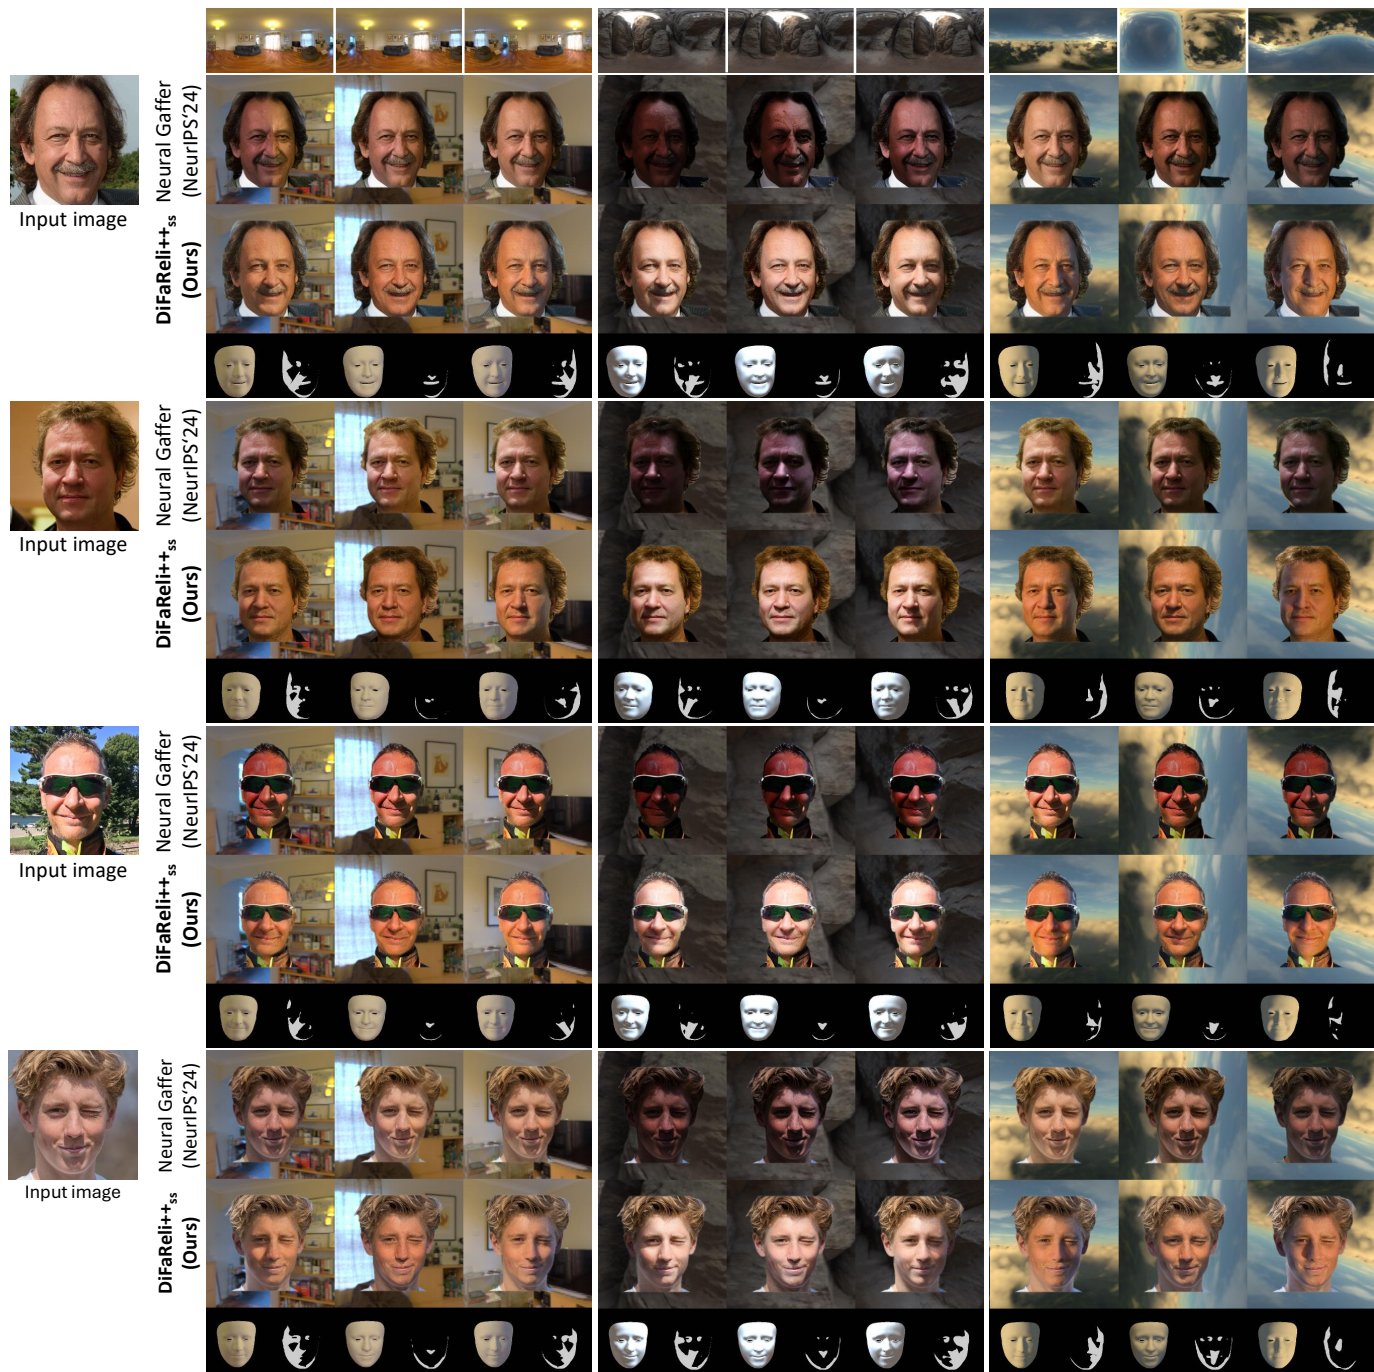 Neural Gaffer
(NeurIPS'24)
Input image
DiFaReli++ss
(Ours)
Neural Gaffer
(NeurIPS'24)
Input image
DiFaReli++ss
(Ours)
Neural Gaffer
(NeurIPS'24)
Input image
DiFaReli++ss
(Ours)
Neural Gaffer
(NeurIPS'24)
Input image
DiFaReli++ss
(Ours)